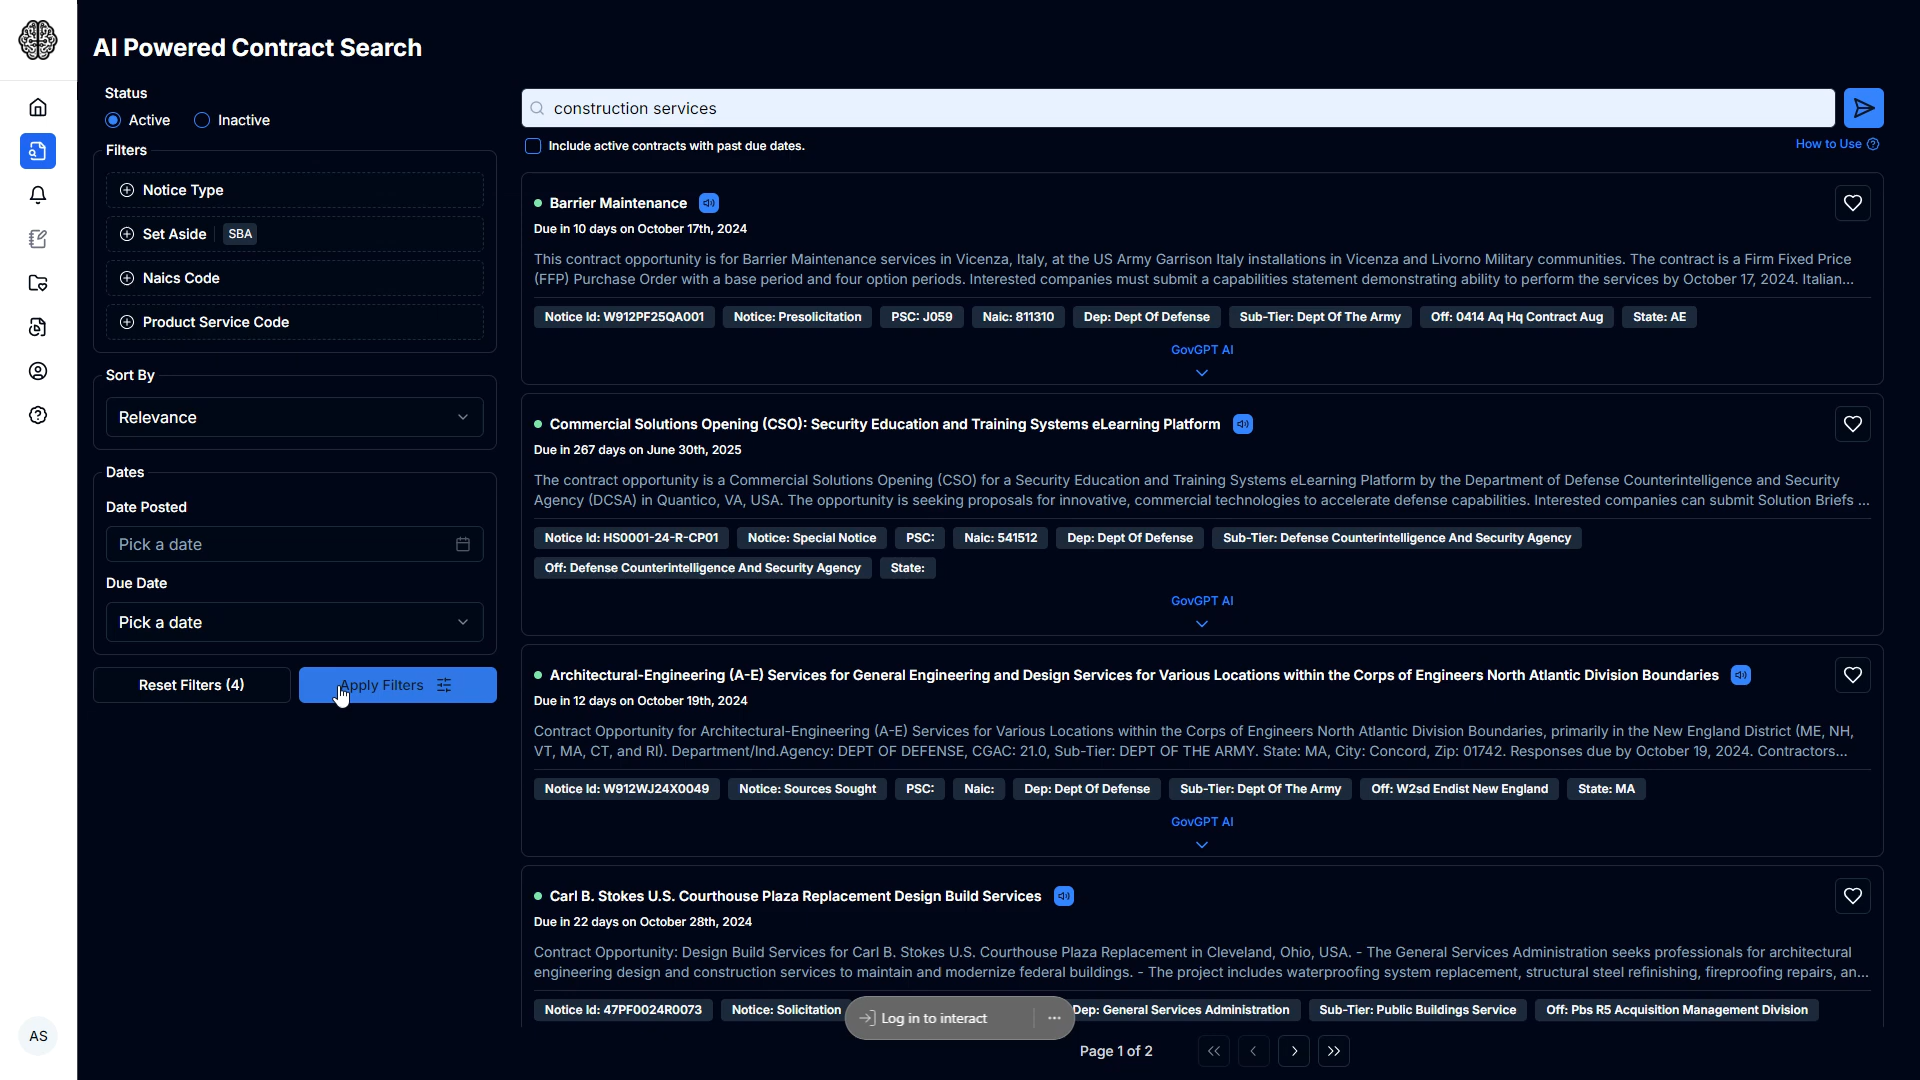 AI Powered Contract Search
Status
Active
Inactive
Filters
Notice Type
Set Aside SBA
Naics Code
Product Service Code
Sort By
Relevance
Dates
Date Posted
Pick a date
Due Date
Pick a date
Reset Filters (4)
Apply Filters
AS
construction services
Include active contracts with past due dates.
How to Use
Barrier Maintenance
Due in 10 days on October 17th, 2024
This contract opportunity is for Barrier Maintenance services in Vicenza, Italy, at the US Army Garrison Italy installations in Vicenza and Livorno Military communities. The contract is a Firm Fixed Price
(FFP) Purchase Order with a base period and four option periods. Interested companies must submit a capabilities statement demonstrating ability to perform the services by October 17, 2024. Italian...
Notice Id: W912PF25QA001 Notice: Presolicitation PSC: J059 Naic: 811310 Dep: Dept Of Defense Sub-Tier: Dept Of The Army Off: 0414 Aq Hq Contract Aug State: AE
GovGPT AI
Commercial Solutions Opening (CSO): Security Education and Training Systems eLearning Platform
Due in 267 days on June 30th, 2025
The contract opportunity is a Commercial Solutions Opening (CSO) for a Security Education and Training Systems eLearning Platform by the Department of Defense Counterintelligence and Security
Agency (DCSA) in Quantico, VA, USA. The opportunity is seeking proposals for innovative, commercial technologies to accelerate defense capabilities. Interested companies can submit Solution Briefs ...
Notice Id: HS0001-24-R-CP01 Notice: Special Notice PSC: Naic: 541512 Dep: Dept Of Defense Sub-Tier: Defense Counterintelligence And Security Agency
Off: Defense Counterintelligence And Security Agency State:
GovGPT AI
Architectural-Engineering (A-E) Services for General Engineering and Design Services for Various Locations within the Corps of Engineers North Atlantic Division Boundaries
Due in 12 days on October 19th, 2024
Contract Opportunity for Architectural-Engineering (A-E) Services for Various Locations within the Corps of Engineers North Atlantic Division Boundaries, primarily in the New England District (ME, NH,
VT, MA, CT, and RI). Department/Ind.Agency: DEPT OF DEFENSE, CGAC: 21.0, Sub-Tier: DEPT OF THE ARMY. State: MA, City: Concord, Zip: 01742. Responses due by October 19, 2024. Contractors...
Notice Id: W912WJ24X0049 Notice: Sources Sought PSC: Naic: Dep: Dept Of Defense Sub-Tier: Dept Of The Army Off: W2sd Endist New England State: MA
GovGPT AI
Carl B. Stokes U.S. Courthouse Plaza Replacement Design Build Services
Due in 22 days on October 28th, 2024
Contract Opportunity: Design Build Services for Carl B. Stokes U.S. Courthouse Plaza Replacement in Cleveland, Ohio, USA. - The General Services Administration seeks professionals for architectural
engineering design and construction services to maintain and modernize federal buildings. - The project includes waterproofing system replacement, structural steel refinishing, fireproofing repairs, an...
Notice Id: 47PF0024R0073 Notice: Solicitation Dep: General Services Administration Sub-Tier: Public Buildings Service Off: Pbs R5 Acquisition Management Division
Log in to interact
Page 1 of 2